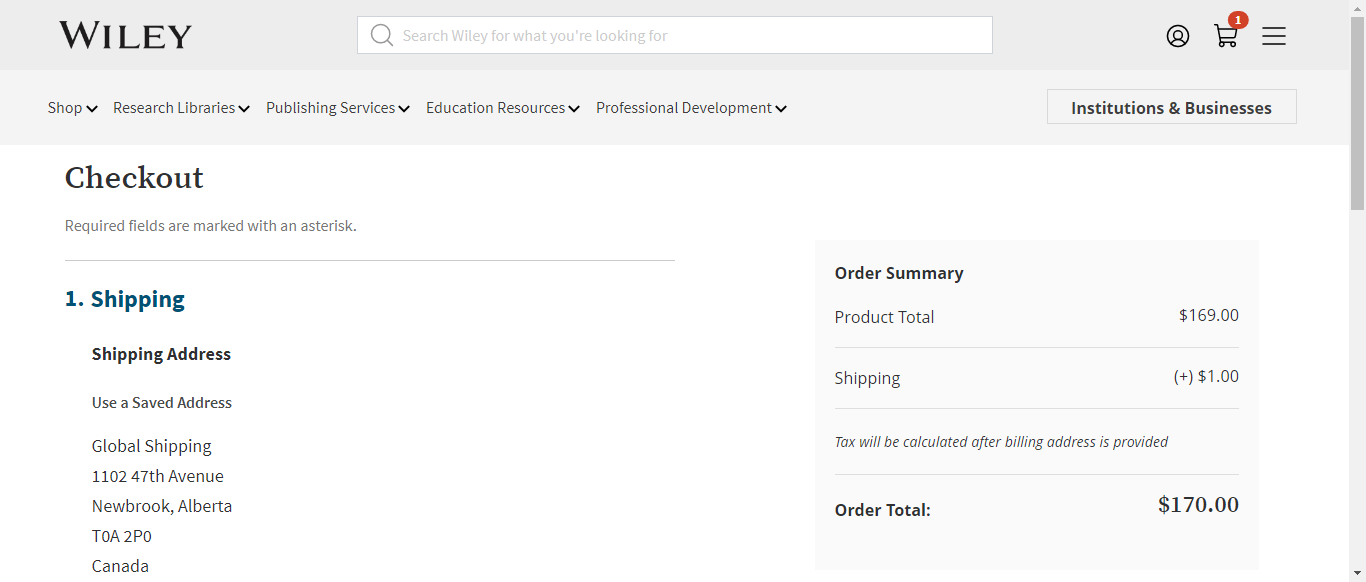 WILEY
Search Wiley for what you're looking for
1
Shop
Research Libraries
Publishing Services
Education Resources
Professional Development
Institutions & Businesses
Checkout
Required fields are marked with an asterisk.
1. Shipping
Shipping Address
Use a Saved Address
Global Shipping
1102 47th Avenue
Newbrook, Alberta
T0A 2P0
Canada
Order Summary
Product Total $169.00
Shipping (+) $1.00
Tax will be calculated after billing address is provided
Order Total: $170.00